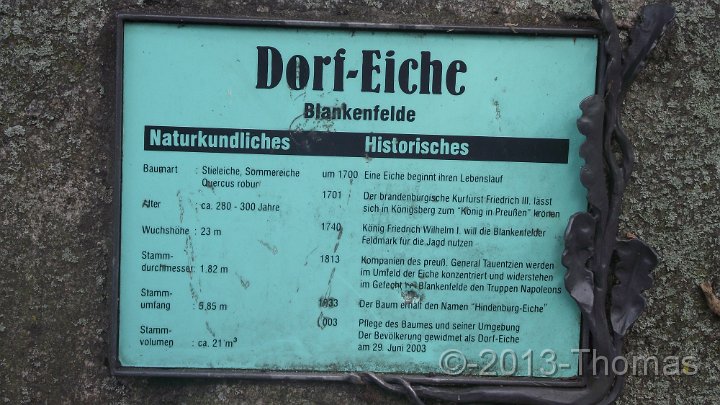 Dorf-Eiche
Blankenfelde
Naturkundliches Historisches
Baumart : Stieleiche, Sommereiche
Quercus robur
Alter : ca. 280 - 300 Jahre
Wuchshöhe : 23 m
Stamm-
durchmesser: 1.82 m
Stamm-
umfang : 5,85 m
Stamm-
volumen : ca. 21 m³
um 1700 Eine Eiche beginnt ihren Lebenslauf
1701 Der brandenburgische Kurfürst Friedrich III. lässt
sich in Königsberg zum "König in Preußen" krönen
1740 König Friedrich Wilhelm I. will die Blankenfelder
Feldmark für die Jagd nutzen
1813 Kompanien des preuß. General Tauentzien werden
im Umfeld der Eiche konzentriert und widerstehen
im Gefecht bei Blankenfelde den Truppen Napoleons
1933 Der Baum erhält den Namen "Hindenburg-Eiche"
2003 Pflege des Baumes und seiner Umgebung
Der Bevölkerung gewidmet als Dorf-Eiche
am 29. Juni 2003
©-2013-Thomas